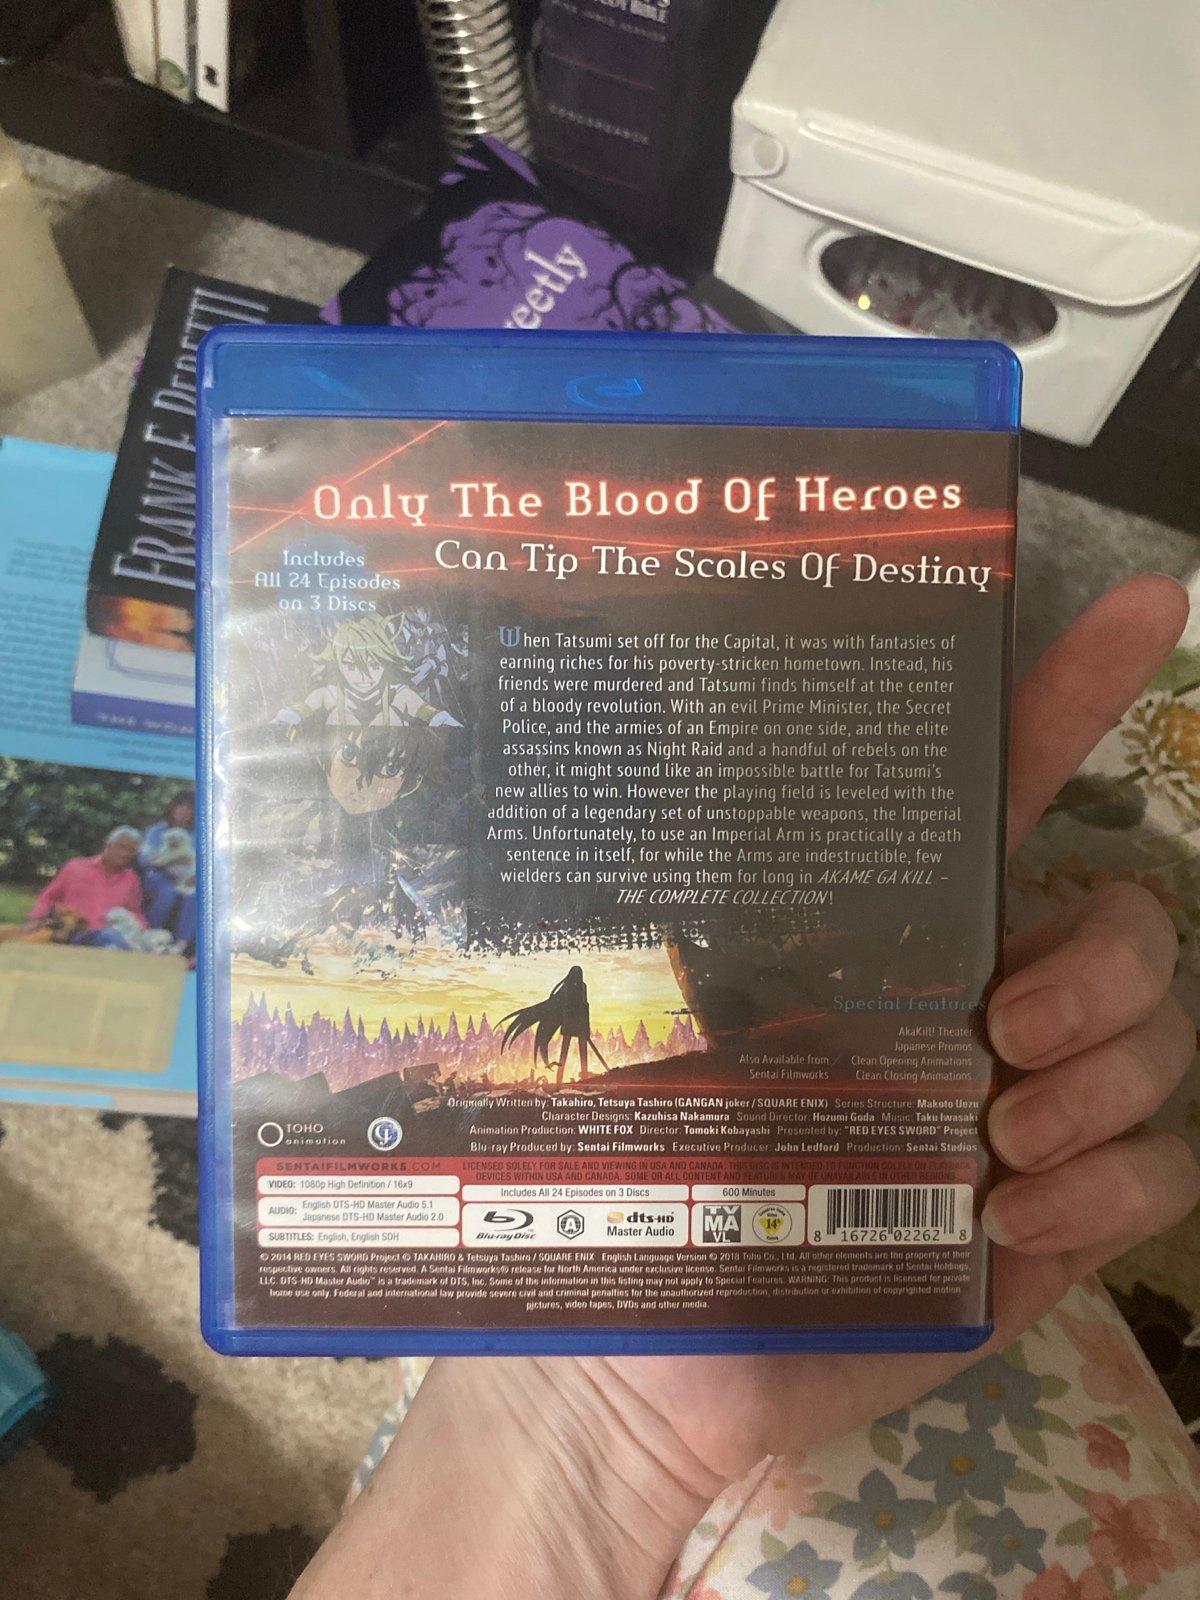 DY BIBLE
CONCORDANCE
eetly
FRANK E. PERETTI
Only The Blood Of Heroes
Can Tip The Scales Of Destiny
Includes
All 24 Episodes
on 3 Discs
When Tatsumi set off for the Capital, it was with fantasies of
earning riches for his poverty-stricken hometown. Instead, his
friends were murdered and Tatsumi finds himself at the center
of a bloody revolution. With an evil Prime Minister, the Secret
Police, and the armies of an Empire on one side, and the elite
assassins known as Night Raid and a handful of rebels on the
other, it might sound like an impossible battle for Tatsumi's
new allies to win. However the playing field is leveled with the
addition of a legendary set of unstoppable weapons, the Imperial
Arms. Unfortunately, to use an Imperial Arm is practically a death
sentence in itself, for while the Arms are indestructible, few
wielders can survive using them for long in AKAME GA KILL –
THE COMPLETE COLLECTION!
Special Features
AkaKill! Theater
Japanese Promos
Clean Opening Animations
Clean Closing Animations
Also Available from
Sentai Filmworks
Originally Written by: Takahiro, Tetsuya Tashiro (GANGAN joker / SQUARE ENIX) Series Structure: Makoto Uezu
Character Designs: Kazuhisa Nakamura Sound Director: Hozumi Goda Music: Taku Iwasaki
Animation Production: WHITE FOX Director: Tomoki Kobayashi Presented by: "RED EYES SWORD" Project
Blu-ray Produced by: Sentai Filmworks Executive Producer: John Ledford Production: Sentai Studios
TOHO
animation
SENTAIFILMWORKS.COM
LICENSED SOLELY FOR SALE AND VIEWING IN USA AND CANADA. THIS DISC IS INTENDED TO FUNCTION SOLELY ON PLAYBACK
DEVICES WITHIN USA AND CANADA. SOME OR ALL CONTENT AND FEATURES MAY BE UNAVAILABLE IN OTHER REGIONS.
VIDEO: 1080p High Definition / 16x9
AUDIO: English DTS-HD Master Audio 5.1
Japanese DTS-HD Master Audio 2.0
SUBTITLES: English, English SDH
Includes All 24 Episodes on 3 Discs
600 Minutes
Blu-ray Disc
A
dts-HD
Master Audio
TV
MA
VL
14+
8 16726 02262 8
© 2014 RED EYES SWORD Project © TAKAHIRO & Tetsuya Tashiro / SQUARE ENIX English Language Version © 2018 Toho Co., Ltd. All other elements are the property of their
respective owners. All rights reserved. A Sentai Filmworks® release for North America under exclusive license. Sentai Filmworks is a registered trademark of Sentai Holdings,
LLC. DTS-HD Master Audio™ is a trademark of DTS, Inc. Some of the information in this listing may not apply to Special Features. WARNING: This product is licensed for private
home use only. Federal and international law provide severe civil and criminal penalties for the unauthorized reproduction, distribution or exhibition of copyrighted motion
pictures, video tapes, DVDs and other media.